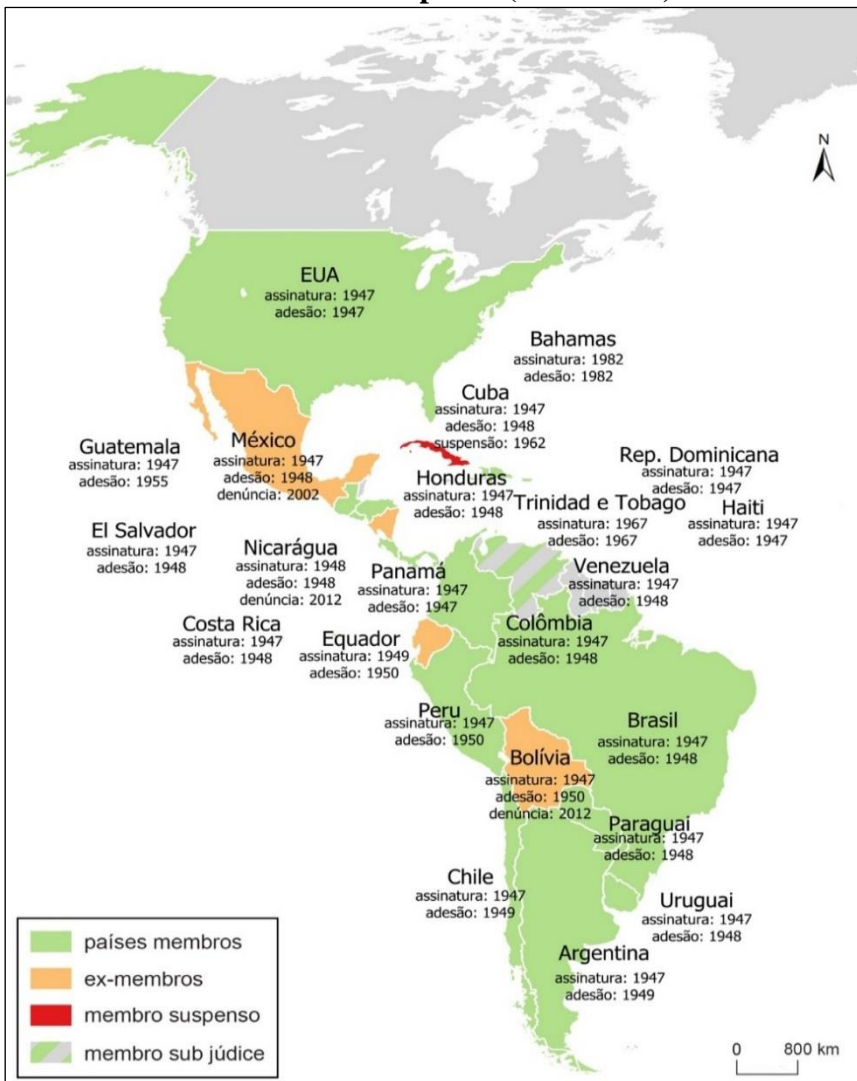 N
EUA
assinatura: 1947
adesão: 1947
Bahamas
assinatura: 1982
adesão: 1982
Cuba
assinatura: 1947
adesão: 1948
suspensão: 1962
Guatemala
assinatura: 1947
adesão: 1955
México
assinatura: 1947
adesão: 1948
denúncia: 2002
Honduras
assinatura: 1947
adesão: 1948
Rep. Dominicana
assinatura: 1947
adesão: 1947
Trinidad e Tobago
assinatura: 1967
adesão: 1967
Haiti
assinatura: 1947
adesão: 1947
El Salvador
assinatura: 1947
adesão: 1948
Nicarágua
assinatura: 1948
adesão: 1948
denúncia: 2012
Panamá
assinatura: 1947
adesão: 1947
Venezuela
assinatura: 1947
adesão: 1948
Costa Rica
assinatura: 1947
adesão: 1948
Equador
assinatura: 1949
adesão: 1950
Colômbia
assinatura: 1947
adesão: 1948
Peru
assinatura: 1947
adesão: 1950
Brasil
assinatura: 1947
adesão: 1948
Bolívia
assinatura: 1947
adesão: 1950
denúncia: 2012
Paraguai
assinatura: 1947
adesão: 1948
Chile
assinatura: 1947
adesão: 1949
Uruguai
assinatura: 1947
adesão: 1948
Argentina
assinatura: 1947
adesão: 1949
países membros
ex-membros
membro suspenso
membro sub júdice
0 800 km